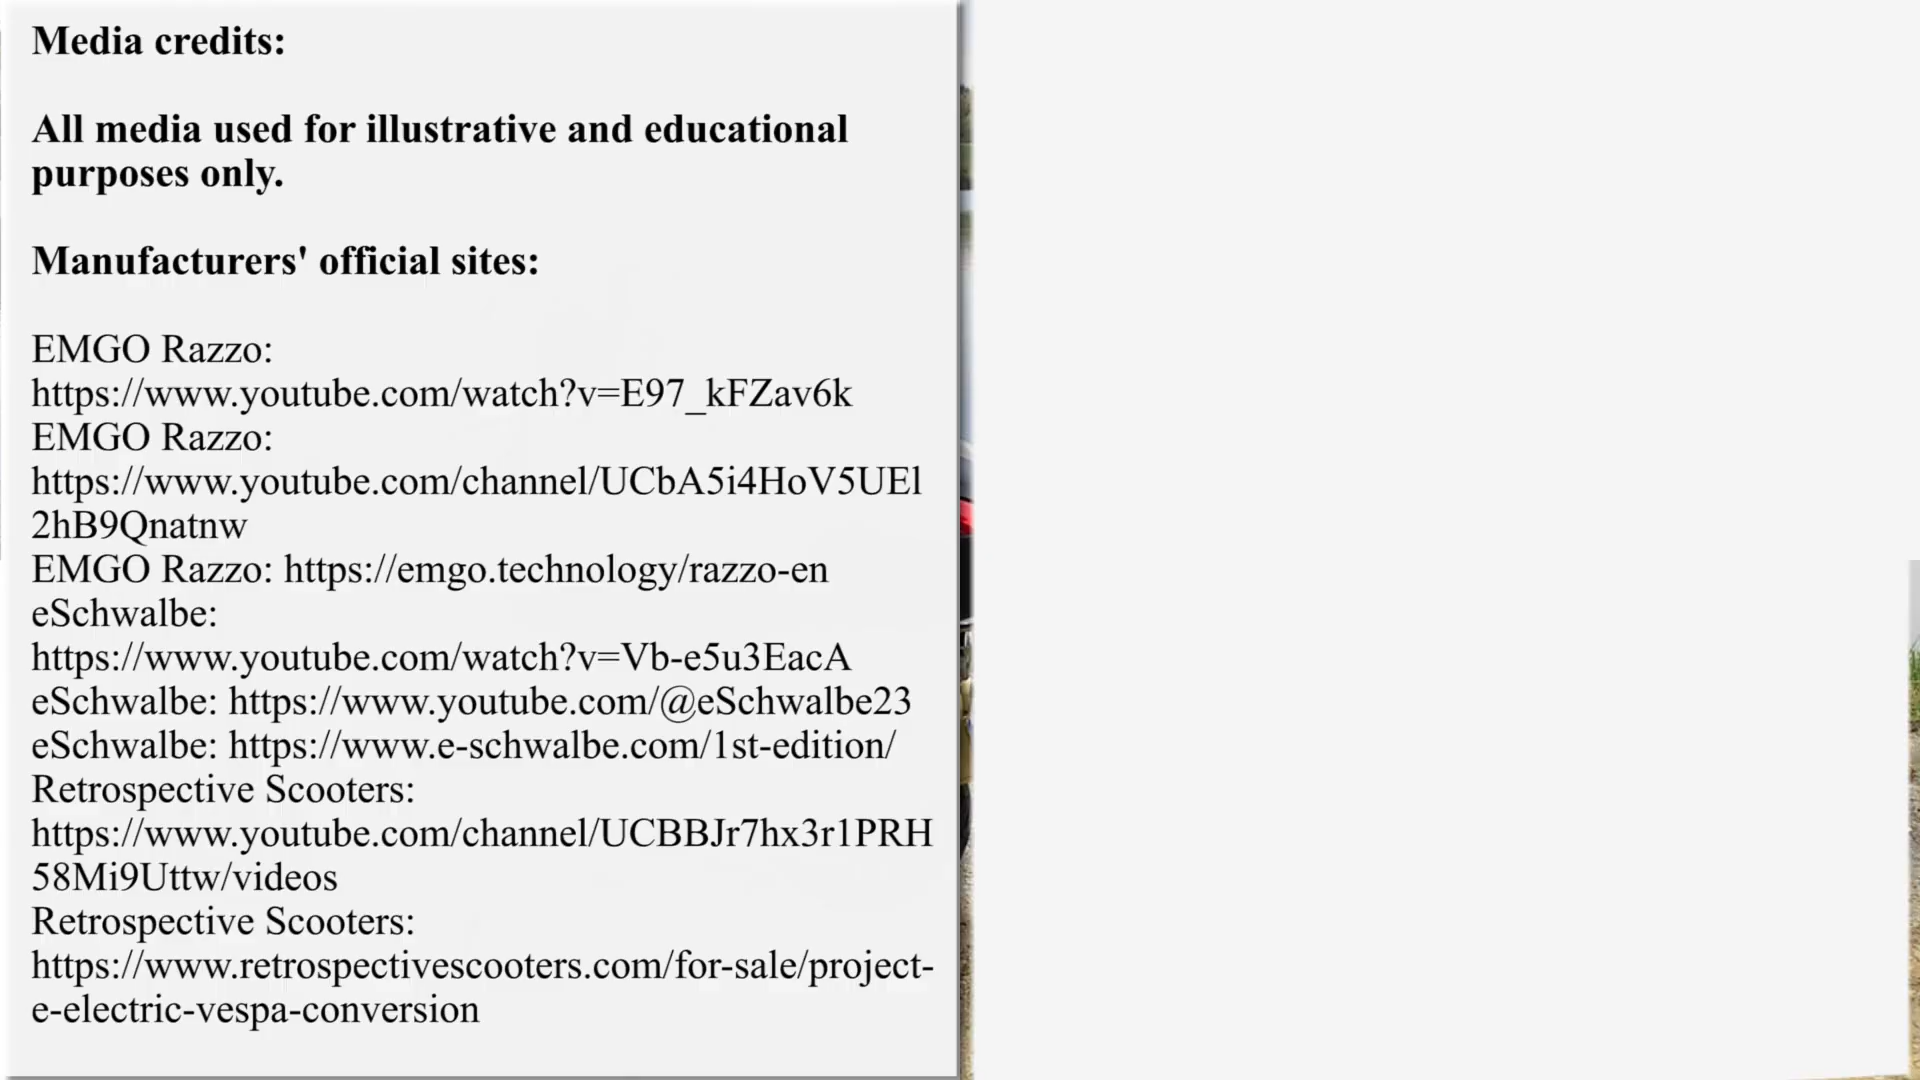 Media credits:
All media used for illustrative and educational
purposes only.
Manufacturers' official sites:
EMGO Razzo:
https://www.youtube.com/watch?v=E97_kFZav6k
EMGO Razzo:
https://www.youtube.com/channel/UCbA5i4HoV5UEl
2hB9Qnatnw
EMGO Razzo: https://emgo.technology/razzo-en
eSchwalbe:
https://www.youtube.com/watch?v=Vb-e5u3EacA
eSchwalbe: https://www.youtube.com/@eSchwalbe23
eSchwalbe: https://www.e-schwalbe.com/1st-edition/
Retrospective Scooters:
https://www.youtube.com/channel/UCBBJr7hx3r1PRH
58Mi9Uttw/videos
Retrospective Scooters:
https://www.retrospectivescooters.com/for-sale/project-
e-electric-vespa-conversion